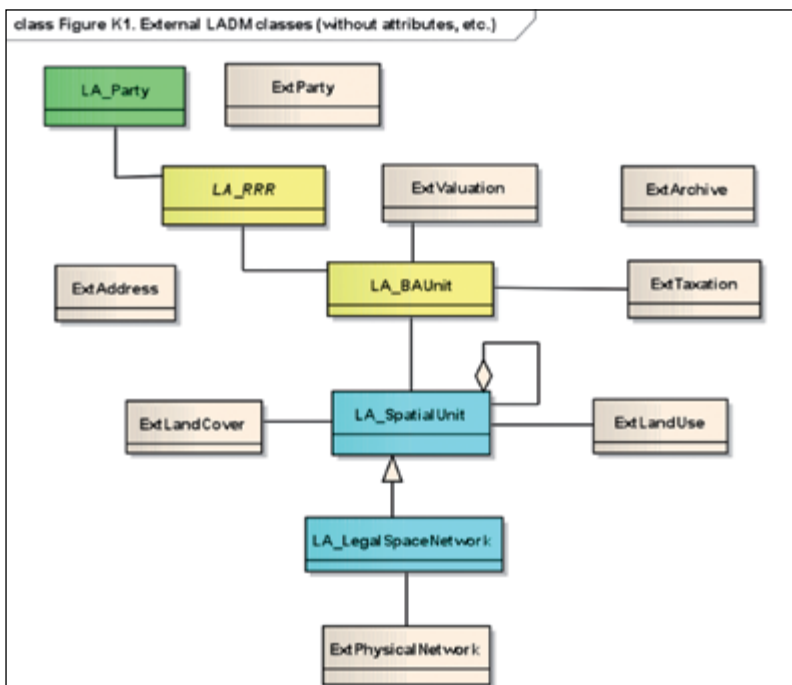 class Figure K1. External LADM classes (without attributes, etc.)
LA_Party
ExtParty
LA_RRR
ExtValuation
ExtArchive
ExtAddress
LA_BAUnit
ExtTaxation
ExtLandCover
LA_SpatialUnit
ExtLandUse
LA_LegalSpaceNetwork
ExtPhysicalNetwork